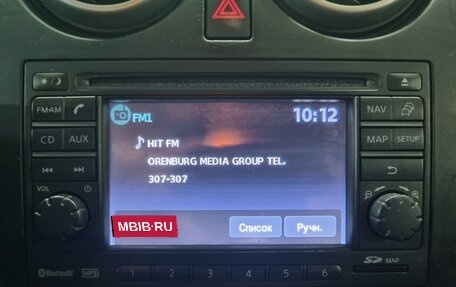 FM·AM
FM1
10:12
NAV
CD
AUX
HIT FM
MAP
SETUP
ORENBURG MEDIA GROUP TEL.
307-307
VOL
MBIB·RU
Список
Ручн.
Bluetooth
MP3
1 2 3 4 5 6
SD
MAP